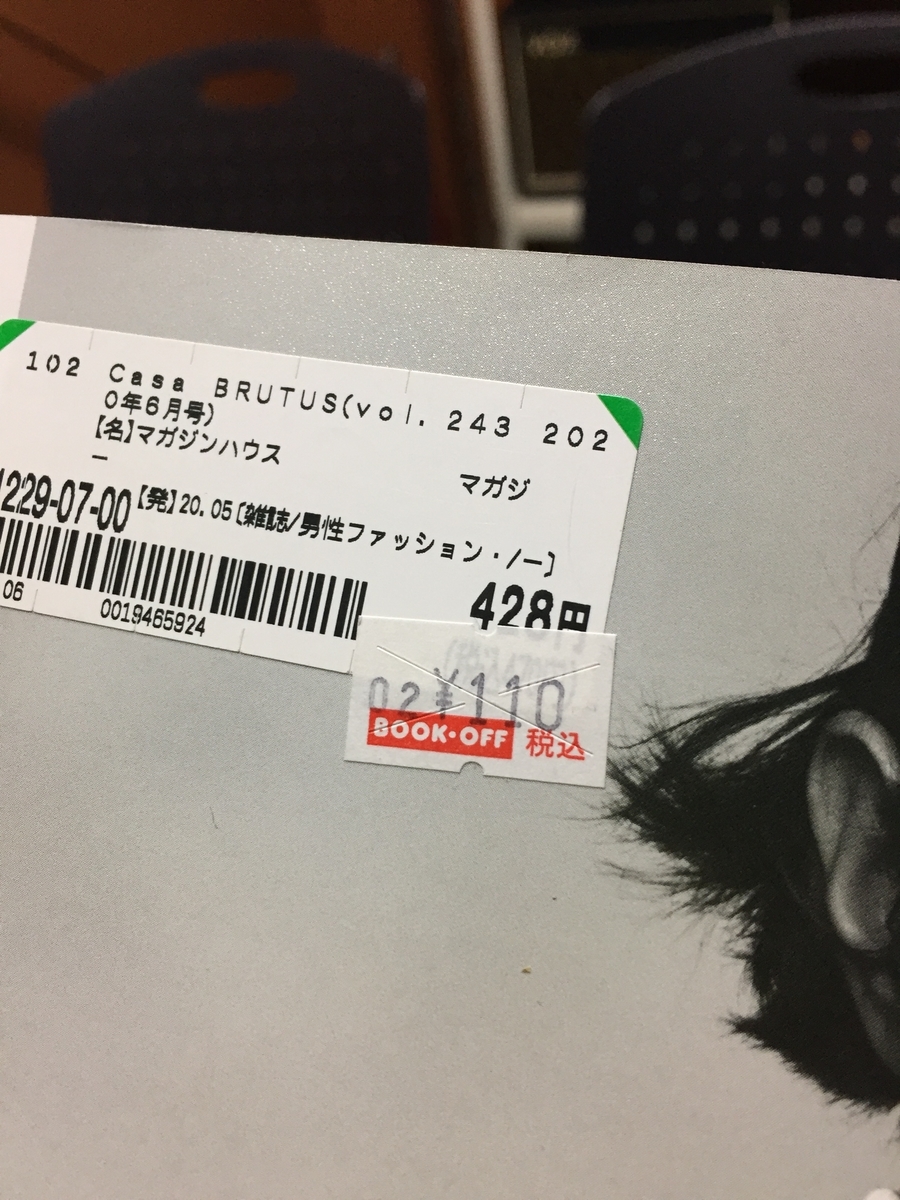 102 Casa BRUTUS(vol. 243 202
0年6月号)
【名】マガジンハウス
マガジ
ー
1229-07-00【発】20.05〔雑誌/男性ファッション・/ー〕
428円
06 0019465924
02¥110
BOOK・OFF 税込